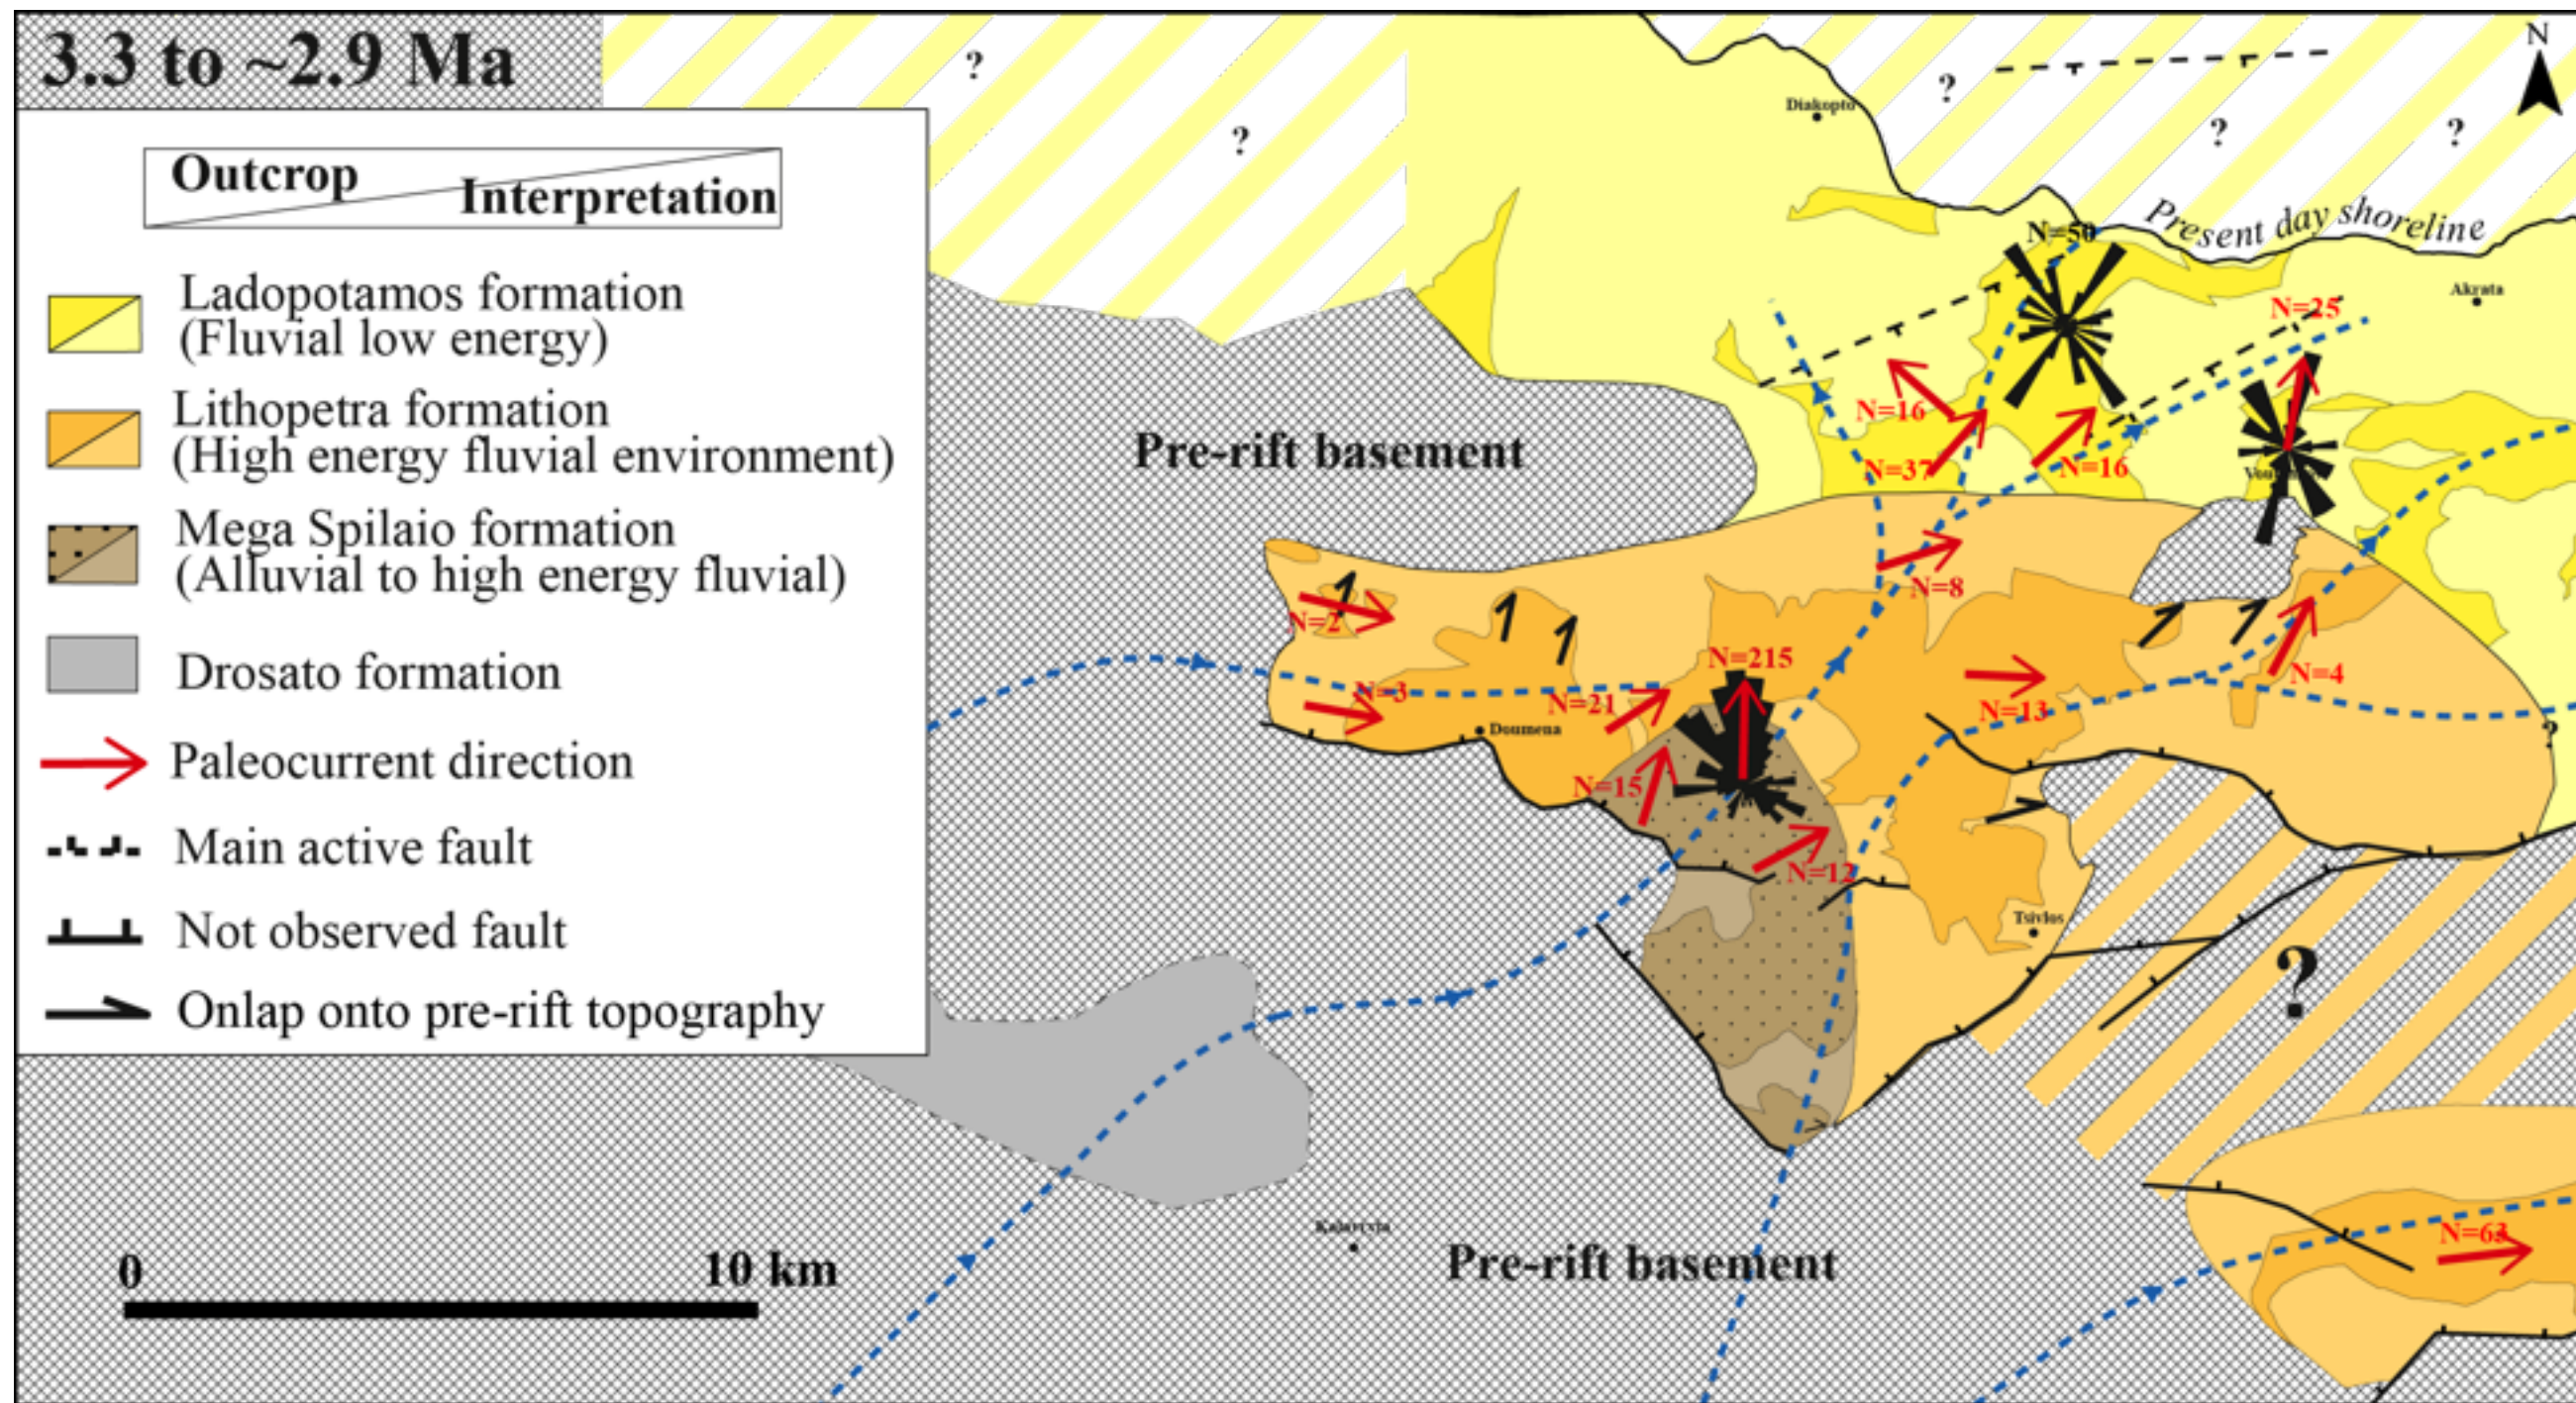 3.3 to ~2.9 Ma
Outcrop
Interpretation
Ladopotamos formation
(Fluvial low energy)
Lithopetra formation
(High energy fluvial environment)
Mega Spilaio formation
(Alluvial to high energy fluvial)
Drosato formation
Paleocurrent direction
Main active fault
Not observed fault
Onlap onto pre-rift topography
0
10 km
?
?
?
?
?
N
Diakopto
Present day shoreline
N=50
Akrata
N=25
N=16
N=37
N=16
Pre-rift basement
N=8
N=2
N=215
N=3
N=21
N=4
N=13
Doumena
?
N=15
N=12
Tsivlos
?
Kalavryta
Pre-rift basement
N=63